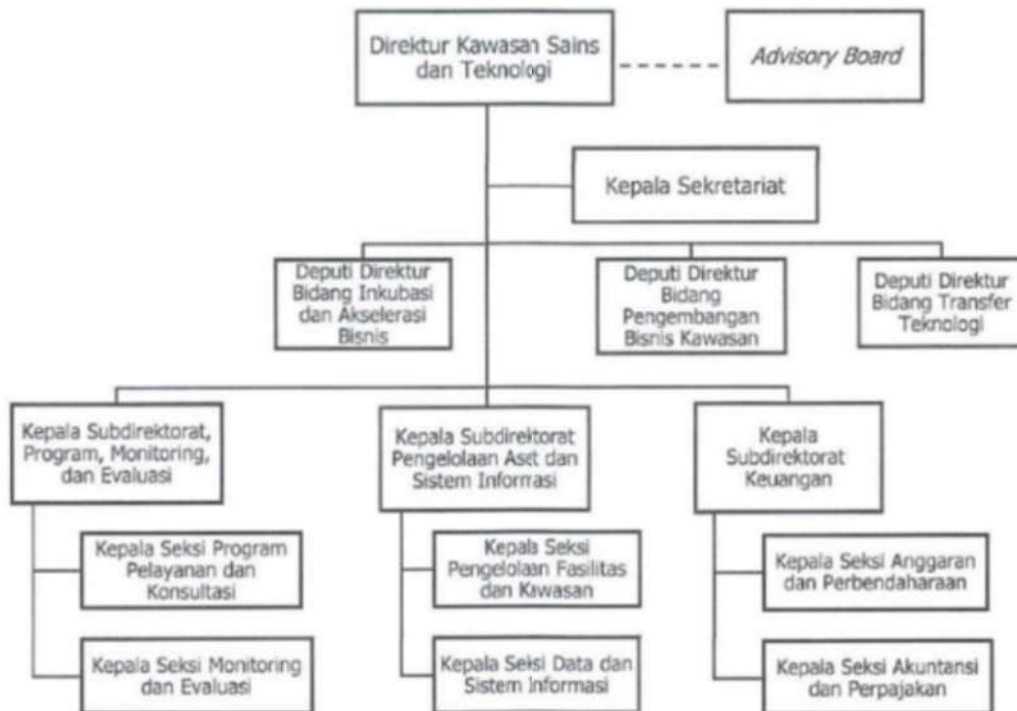 Direktur Kawasan Sains
dan Teknologi
Advisory Board
Kepala Sekretariat
Deputi Direktur
Bidang Inkubasi
dan Akselerasi
Bisnis
Deputi Direktur
Bidang
Pengembangan
Bisnis Kawasan
Deputi Direktur
Bidang Transfer
Teknologi
Kepala Subdirektorat,
Program, Monitoring,
dan Evaluasi
Kepala Subdirektorat
Pengelolaan Aset dan
Sistem Informasi
Kepala
Subdirektorat
Keuangan
Kepala Seksi Program
Pelayanan dan
Konsultasi
Kepala Seksi
Pengelolaan Fasilitas
dan Kawasan
Kepala Seksi Anggaran
dan Perbendaharaan
Kepala Seksi Monitoring
dan Evaluasi
Kepala Seksi Data dan
Sistem Informasi
Kepala Seksi Akuntansi
dan Perpajakan